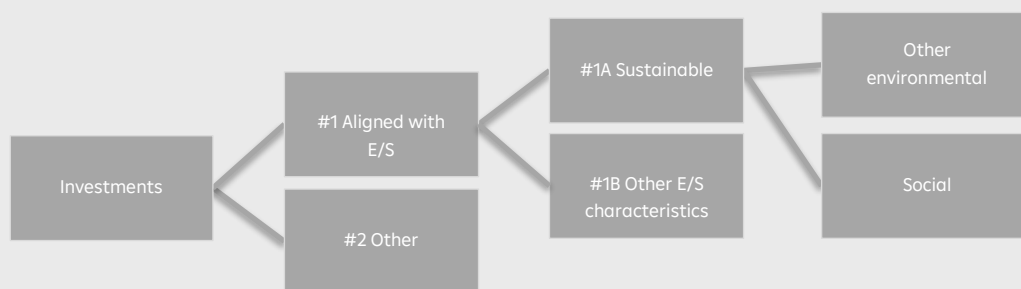 Investments
#1 Aligned with
E/S
#2 Other
#1A Sustainable
#1B Other E/S
characteristics
Other
environmental
Social